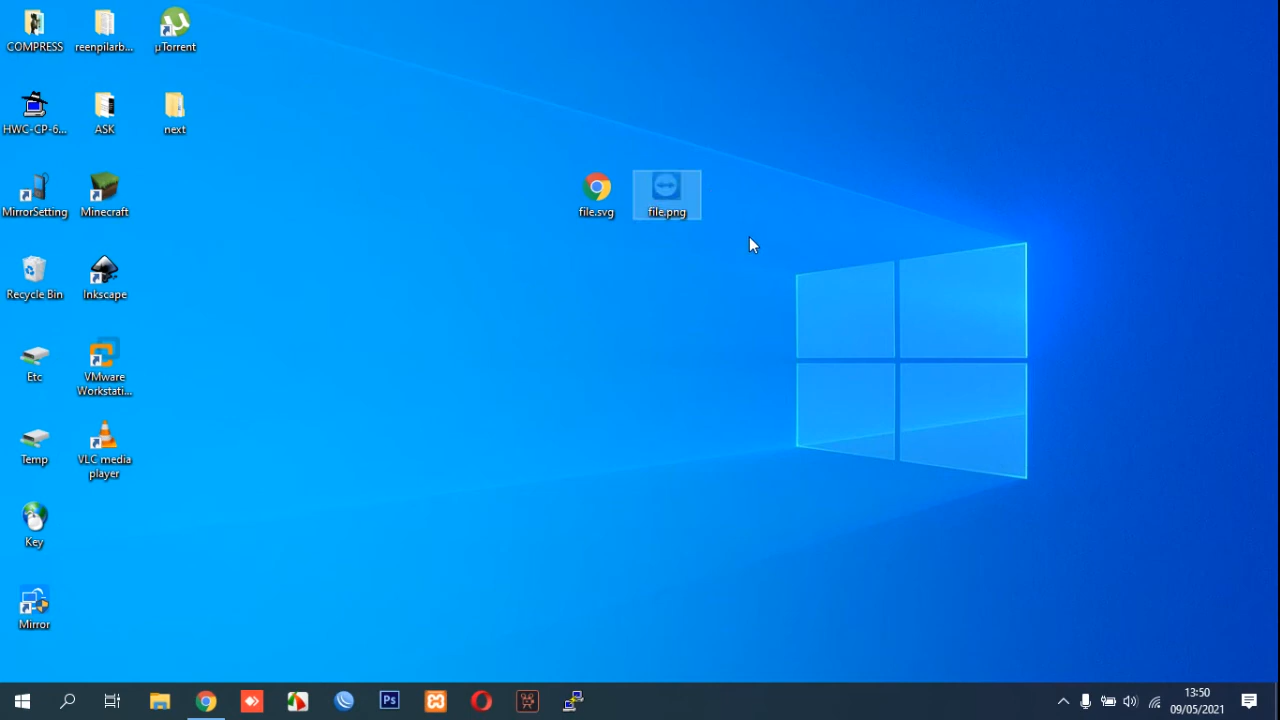 COMPRESS
reenpilarb...
µTorrent
HWC-CP-6...
ASK
next
MirrorSetting
Minecraft
file.svg
file.png
Recycle Bin
Inkscape
Etc
VMware
Workstati...
Temp
VLC media
player
Key
Mirror
Ps
13:50
09/05/2021